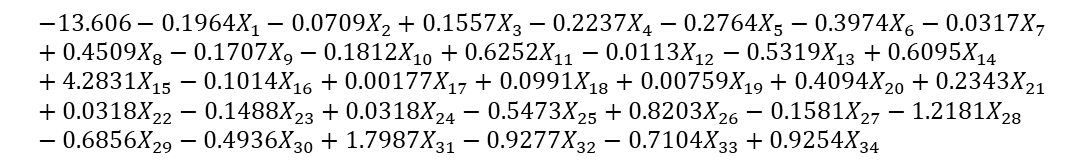 −13.606 − 0.1964X₁ − 0.0709X₂ + 0.1557X₃ − 0.2237X₄ − 0.2764X₅ − 0.3974X₆ − 0.0317X₇
+ 0.4509X₈ − 0.1707X₉ − 0.1812X₁₀ + 0.6252X₁₁ − 0.0113X₁₂ − 0.5319X₁₃ + 0.6095X₁₄
+ 4.2831X₁₅ − 0.1014X₁₆ + 0.00177X₁₇ + 0.0991X₁₈ + 0.00759X₁₉ + 0.4094X₂₀ + 0.2343X₂₁
+ 0.0318X₂₂ − 0.1488X₂₃ + 0.0318X₂₄ − 0.5473X₂₅ + 0.8203X₂₆ − 0.1581X₂₇ − 1.2181X₂₈
− 0.6856X₂₉ − 0.4936X₃₀ + 1.7987X₃₁ − 0.9277X₃₂ − 0.7104X₃₃ + 0.9254X₃₄